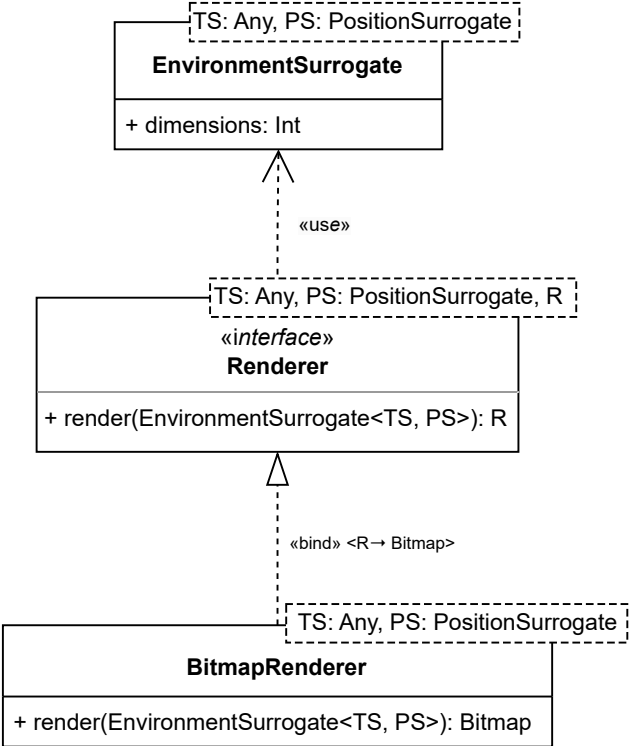 TS: Any, PS: PositionSurrogate
EnvironmentSurrogate
+ dimensions: Int
«use»
TS: Any, PS: PositionSurrogate, R
«interface»
Renderer
+ render(EnvironmentSurrogate<TS, PS>): R
«bind» <R→ Bitmap>
TS: Any, PS: PositionSurrogate
BitmapRenderer
+ render(EnvironmentSurrogate<TS, PS>): Bitmap